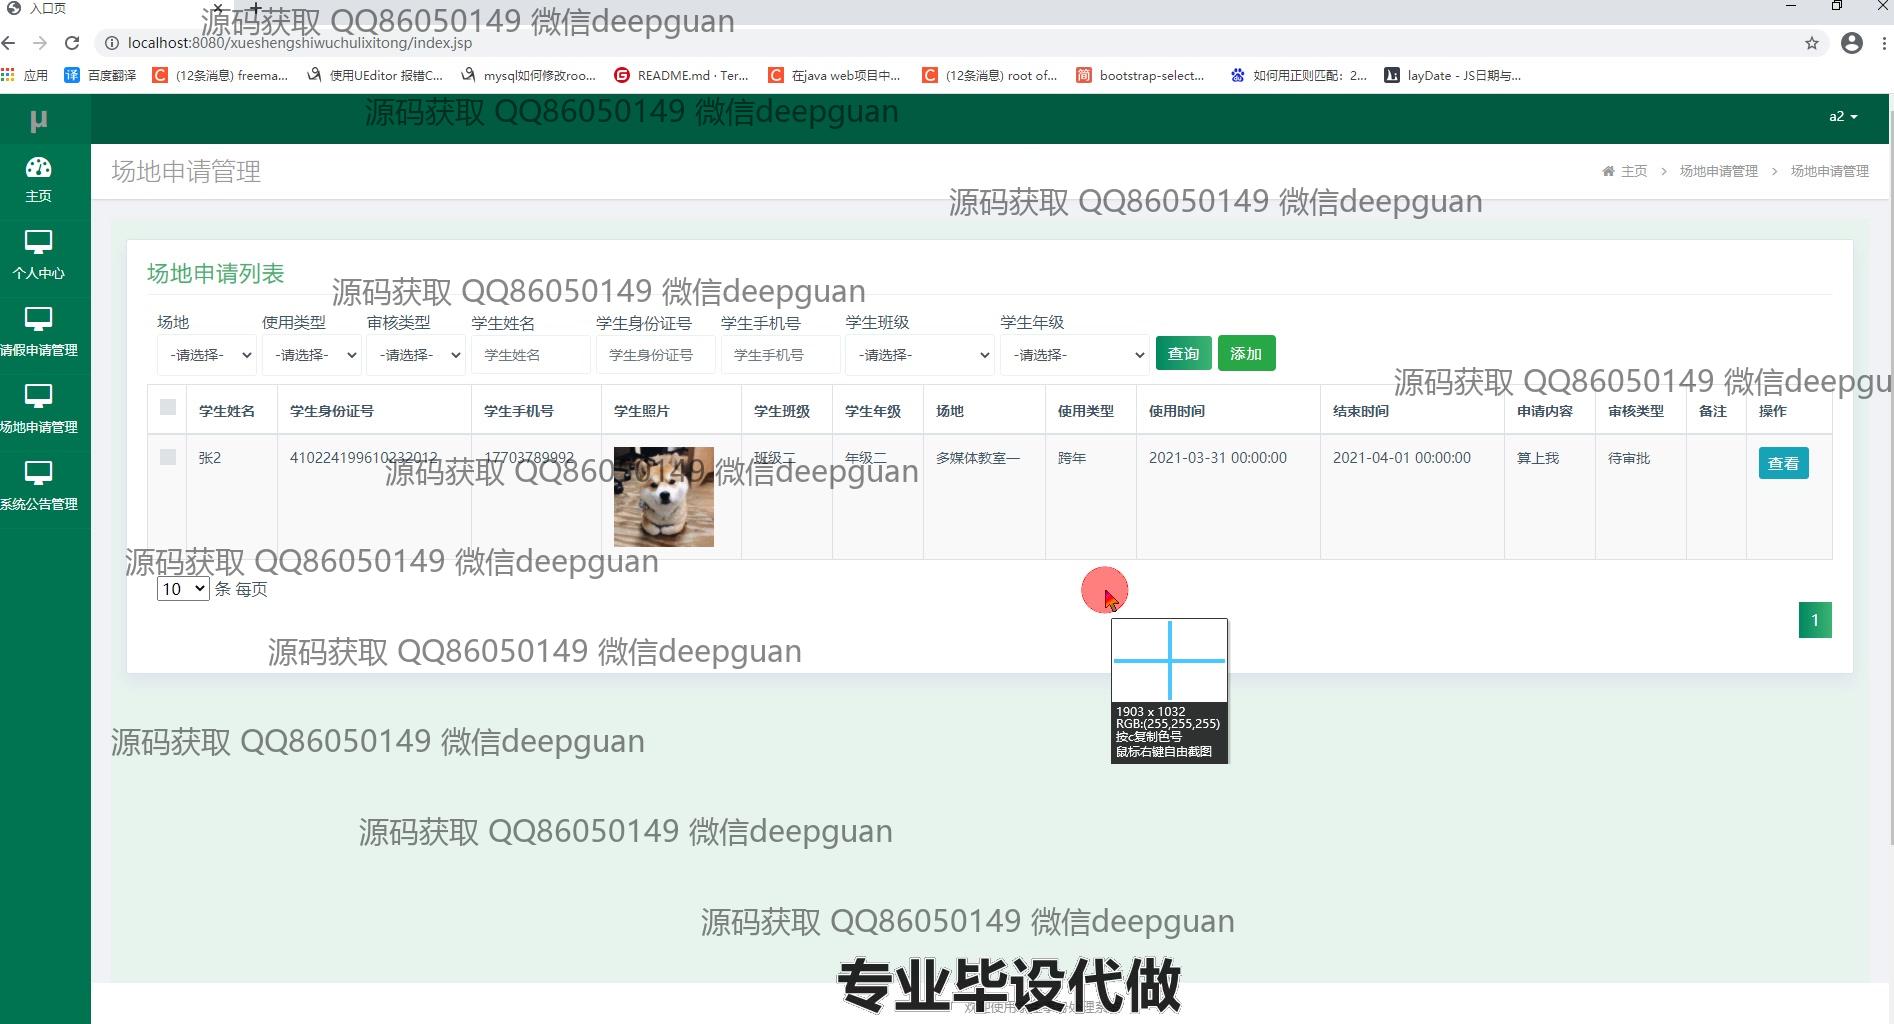 入口页
源码获取 QQ86050149 微信deepguan
localhost:8080/xueshengshiwuchulixitong/index.jsp
应用 百度翻译 (12条消息) freema... 使用UEditor 报错C... mysql如何修改roo... README.md · Ter... 在java web项目中... (12条消息) root of... bootstrap-select... 如何用正则匹配：2... layDate - JS日期与...
μ
源码获取 QQ86050149 微信deepguan
a2
主页
个人中心
请假申请管理
场地申请管理
系统公告管理
场地申请管理
主页 > 场地申请管理 > 场地申请管理
源码获取 QQ86050149 微信deepguan
场地申请列表
源码获取 QQ86050149 微信deepguan
场地 使用类型 审核类型 学生姓名 学生身份证号 学生手机号 学生班级 学生年级
-请选择- -请选择- -请选择- 学生姓名 学生身份证号 学生手机号 -请选择- -请选择- 查询 添加
源码获取 QQ86050149 微信deepgu
学生姓名 学生身份证号 学生手机号 学生照片 学生班级 学生年级 场地 使用类型 使用时间 结束时间 申请内容 审核类型 备注 操作
张2 410224199610232012 17703789992 班级二 年级二 多媒体教室一 跨年 2021-03-31 00:00:00 2021-04-01 00:00:00 算上我 待审批 查看
源码获取 QQ86050149 微信deepguan
源码获取 QQ86050149 微信deepguan
10 条 每页
1
源码获取 QQ86050149 微信deepguan
1903 x 1032
RGB:(255,255,255)
按c复制色号
鼠标右键自由截图
源码获取 QQ86050149 微信deepguan
源码获取 QQ86050149 微信deepguan
源码获取 QQ86050149 微信deepguan
专业毕设代做